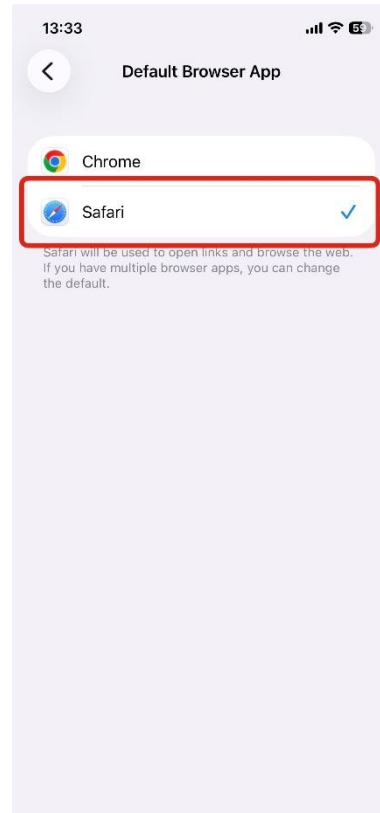 13:33
59
Default Browser App
Chrome
Safari
Safari will be used to open links and browse the web.
If you have multiple browser apps, you can change
the default.